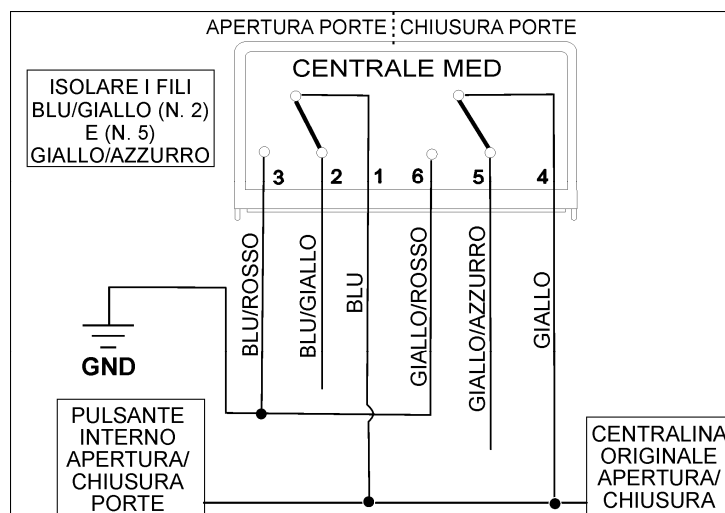 APERTURA PORTE CHIUSURA PORTE
CENTRALE MED
ISOLARE I FILI
BLU/GIALLO (N. 2)
E (N. 5)
GIALLO/AZZURRO
3 2 1 6 5 4
BLU/ROSSO
BLU/GIALLO
BLU
GIALLO/ROSSO
GIALLO/AZZURRO
GIALLO
GND
PULSANTE
INTERNO
APERTURA/
CHIUSURA
PORTE
CENTRALINA
ORIGINALE
APERTURA/
CHIUSURA